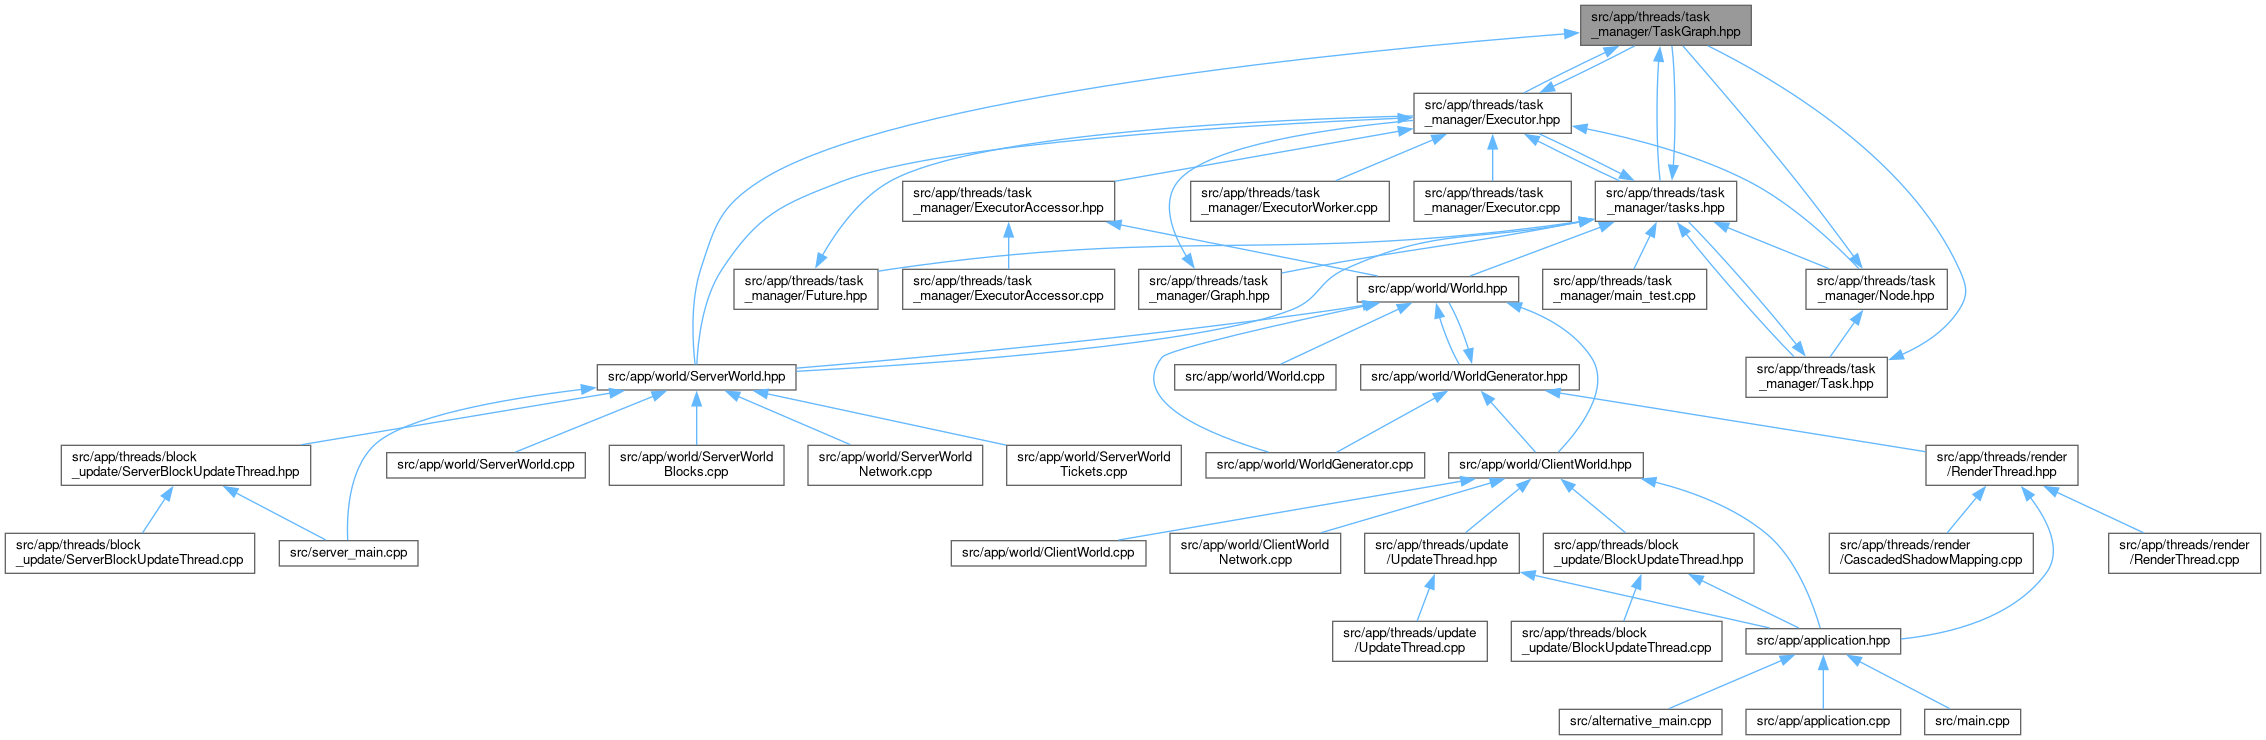 src/app/threads/task
_manager/TaskGraph.hpp
src/app/threads/task
_manager/Executor.hpp
src/app/threads/task
_manager/ExecutorAccessor.hpp
src/app/threads/task
_manager/ExecutorWorker.cpp
src/app/threads/task
_manager/Executor.cpp
src/app/threads/task
_manager/tasks.hpp
src/app/threads/task
_manager/Future.hpp
src/app/threads/task
_manager/ExecutorAccessor.cpp
src/app/threads/task
_manager/Graph.hpp
src/app/world/World.hpp
src/app/threads/task
_manager/main_test.cpp
src/app/threads/task
_manager/Node.hpp
src/app/world/ServerWorld.hpp
src/app/world/World.cpp
src/app/world/WorldGenerator.hpp
src/app/threads/task
_manager/Task.hpp
src/app/threads/block
_update/ServerBlockUpdateThread.hpp
src/app/world/ServerWorld.cpp
src/app/world/ServerWorld
Blocks.cpp
src/app/world/ServerWorld
Network.cpp
src/app/world/ServerWorld
Tickets.cpp
src/app/world/WorldGenerator.cpp
src/app/world/ClientWorld.hpp
src/app/threads/render
/RenderThread.hpp
src/app/threads/block
_update/ServerBlockUpdateThread.cpp
src/server_main.cpp
src/app/world/ClientWorld.cpp
src/app/world/ClientWorld
Network.cpp
src/app/threads/update
/UpdateThread.hpp
src/app/threads/block
_update/BlockUpdateThread.hpp
src/app/threads/render
/CascadedShadowMapping.cpp
src/app/threads/render
/RenderThread.cpp
src/app/threads/update
/UpdateThread.cpp
src/app/threads/block
_update/BlockUpdateThread.cpp
src/app/application.hpp
src/alternative_main.cpp
src/app/application.cpp
src/main.cpp